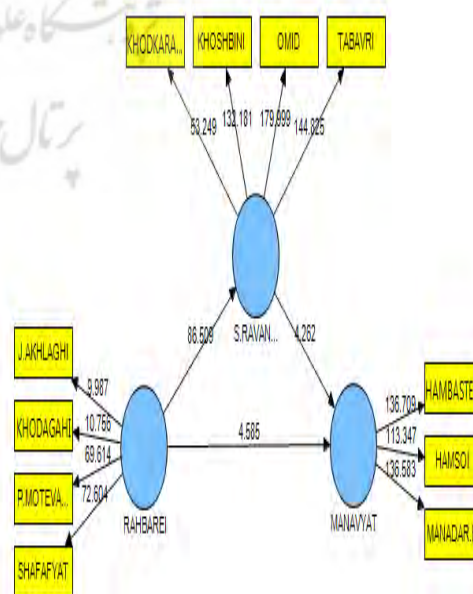 پرتال
KHODKARA...
KHOSHBINI
OMID
TABAVRI
53.249
132.181
179.999
144.825
S.RAVAN...
86.509
4.262
J.AKHLAGHI
KHODAGAHI
P.MOTEVA...
SHAFAFYAT
9.987
10.756
69.614
72.604
RAHBAREI
4.585
MANAVYAT
136.709
113.347
136.583
HAMBASTE
HAMSOI
MANADAR.